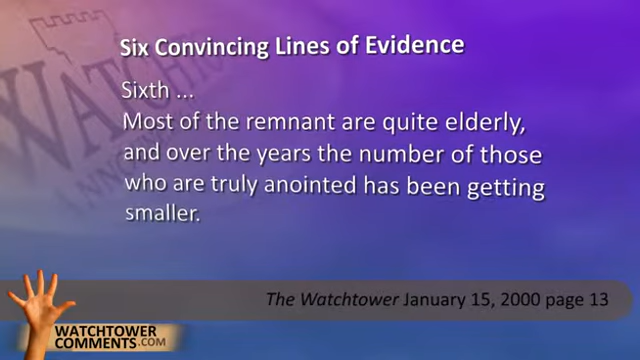 Six Convincing Lines of Evidence
Sixth ...
Most of the remnant are quite elderly,
and over the years the number of those
who are truly anointed has been getting
smaller.
The Watchtower January 15, 2000 page 13
WATCHTOWER
COMMENTS.COM